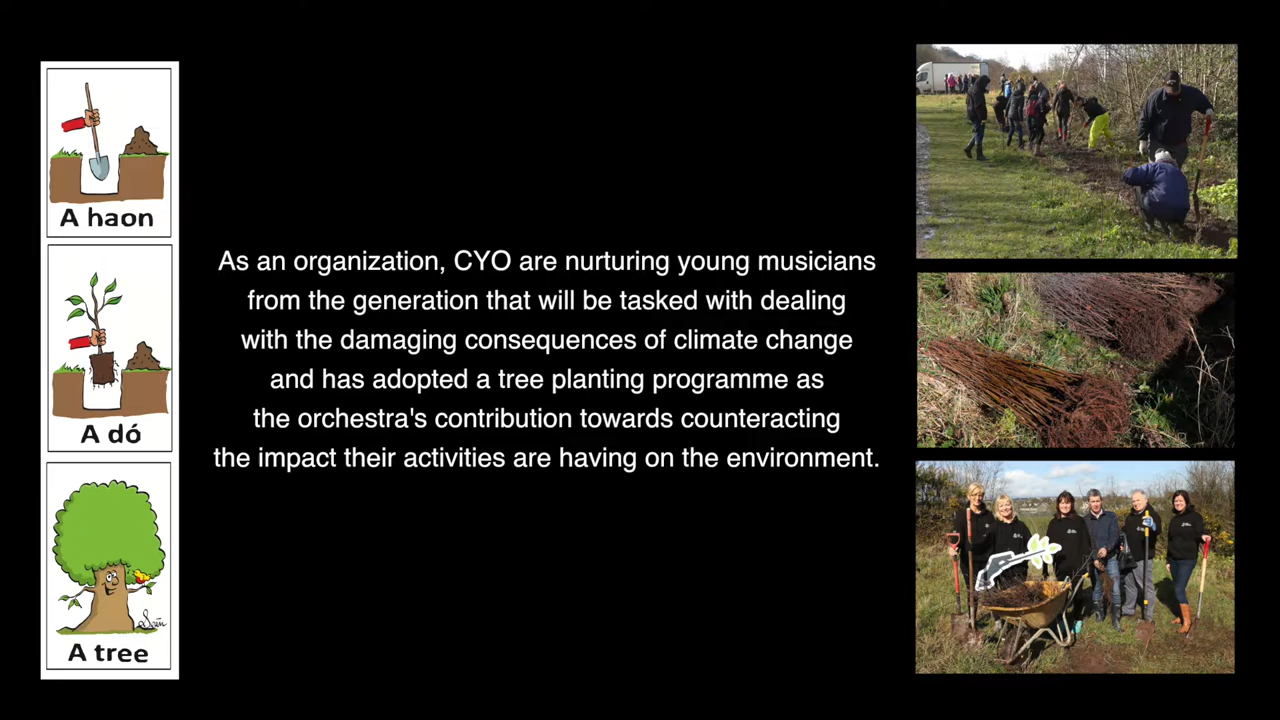 A haon
A dó
A tree
As an organization, CYO are nurturing young musicians
from the generation that will be tasked with dealing
with the damaging consequences of climate change
and has adopted a tree planting programme as
the orchestra's contribution towards counteracting
the impact their activities are having on the environment.